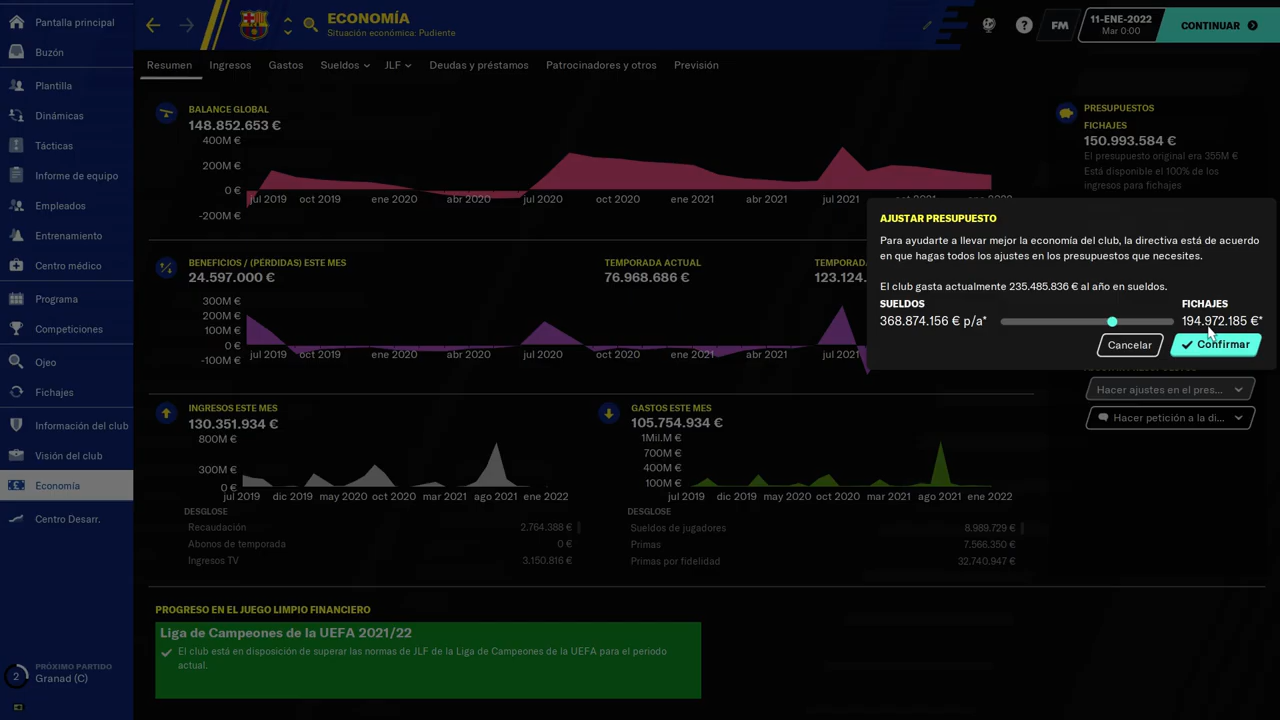 Pantalla principal
Buzón
Plantilla
Dinámicas
Tácticas
Informe de equipo
Empleados
Entrenamiento
Centro médico
Programa
Competiciones
Ojeo
Fichajes
Información del club
Visión del club
Economía
Centro Desarr.
2
PRÓXIMO PARTIDO
Granad (C)
ECONOMÍA
Situación económica: Pudiente
?
FM
11-ENE-2022
Mar 0:00
CONTINUAR
Resumen Ingresos Gastos Sueldos JLF Deudas y préstamos Patrocinadores y otros Previsión
BALANCE GLOBAL
148.852.653 €
400M €
200M €
0 €
-200M €
jul 2019 oct 2019 ene 2020 abr 2020 jul 2020 oct 2020 ene 2021 abr 2021 jul 2021
PRESUPUESTOS
FICHAJES
150.993.584 €
El presupuesto original era 355M €
Está disponible el 100% de los
ingresos para fichajes
AJUSTAR PRESUPUESTO
Para ayudarte a llevar mejor la economía del club, la directiva está de acuerdo
en que hagas todos los ajustes en los presupuestos que necesites.
El club gasta actualmente 235.485.836 € al año en sueldos.
SUELDOS FICHAJES
368.874.156 € p/a* 194.972.185 €*
Cancelar Confirmar
Hacer ajustes en el pres...
Hacer petición a la di...
BENEFICIOS / (PÉRDIDAS) ESTE MES
24.597.000 €
TEMPORADA ACTUAL
76.968.686 €
TEMPORADA
123.124.
300M €
200M €
100M €
0 €
-100M €
jul 2019 oct 2019 ene 2020 abr 2020 jul 2020 oct 2020 ene 2021 abr 2021 jul 2021
INGRESOS ESTE MES
130.351.934 €
800M €
300M €
0 €
jul 2019 dic 2019 may 2020 oct 2020 mar 2021 ago 2021 ene 2022
DESGLOSE
Recaudación 2.764.388 €
Abonos de temporada 0 €
Ingresos TV 3.150.816 €
GASTOS ESTE MES
105.754.934 €
1Mil.M €
700M €
400M €
100M €
jul 2019 dic 2019 may 2020 oct 2020 mar 2021 ago 2021 ene 2022
DESGLOSE
Sueldos de jugadores 8.989.729 €
Primas 7.566.350 €
Primas por fidelidad 32.740.947 €
PROGRESO EN EL JUEGO LIMPIO FINANCIERO
Liga de Campeones de la UEFA 2021/22
El club está en disposición de superar las normas de JLF de la Liga de Campeones de la UEFA para el periodo
actual.